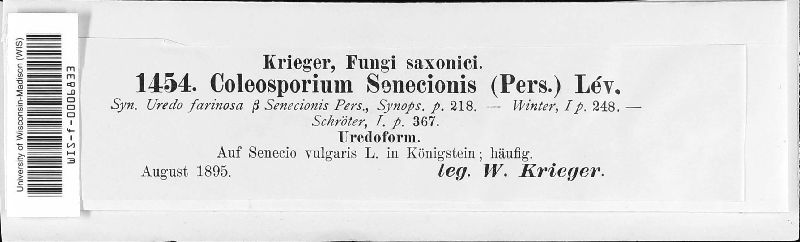 Krieger, Fungi saxonici.
1454. Coleosporium Senecionis (Pers.) Lév.
Syn. Uredo farinosa β Senecionis Pers., Synops. p. 218. — Winter, I p. 248. —
Schröter, I. p. 367.
Uredoform.
Auf Senecio vulgaris L. in Königstein; häufig.
August 1895. leg. W. Krieger.
University of Wisconsin-Madison (WIS)
WIS-f-0009633